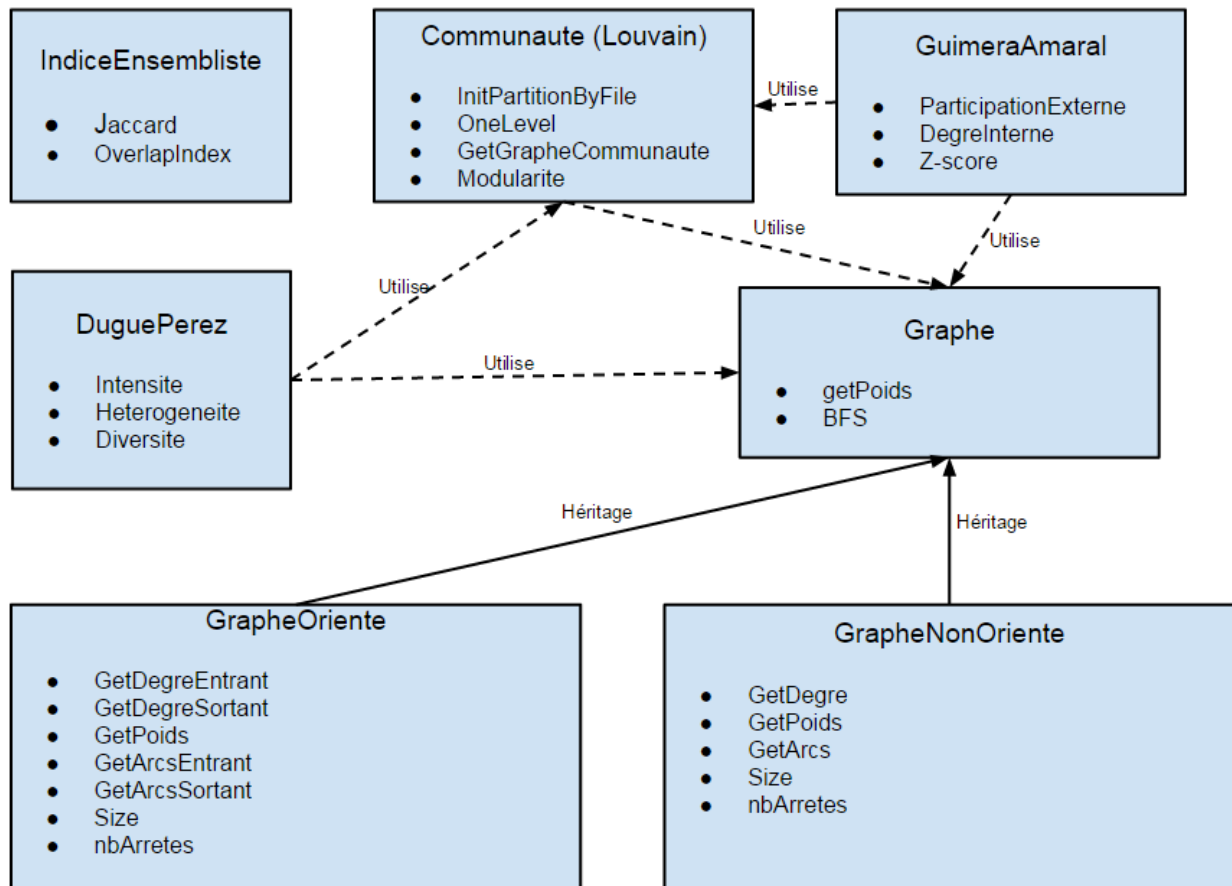 IndiceEnsembliste
● Jaccard
● OverlapIndex
Communaute (Louvain)
● InitPartitionByFile
● OneLevel
● GetGrapheCommunaute
● Modularite
Utilise
GuimeraAmaral
● ParticipationExterne
● DegreInterne
● Z-score
Utilise
Utilise
Utilise
DuguePerez
● Intensite
● Heterogeneite
● Diversite
Utilise
Graphe
● getPoids
● BFS
Héritage
Héritage
GrapheOriente
● GetDegreEntrant
● GetDegreSortant
● GetPoids
● GetArcsEntrant
● GetArcsSortant
● Size
● nbArretes
GrapheNonOriente
● GetDegre
● GetPoids
● GetArcs
● Size
● nbArretes